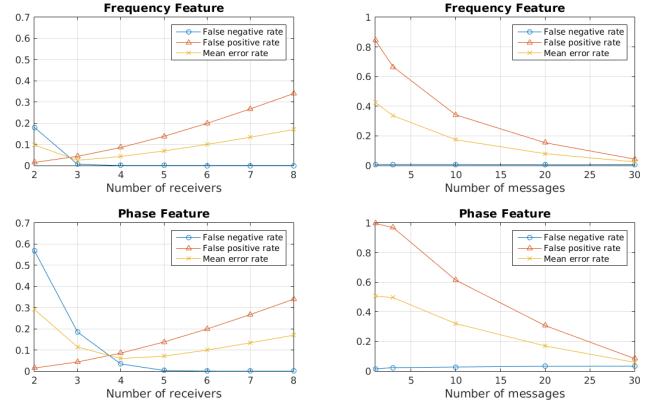 Frequency Feature
0.7
0.6
0.5
0.4
0.3
0.2
0.1
0
2 3 4 5 6 7 8
Number of receivers
False negative rate
False positive rate
Mean error rate
Frequency Feature
1
0.8
0.6
0.4
0.2
0
5 10 15 20 25 30
Number of messages
False negative rate
False positive rate
Mean error rate
Phase Feature
0.7
0.6
0.5
0.4
0.3
0.2
0.1
0
2 3 4 5 6 7 8
Number of receivers
False negative rate
False positive rate
Mean error rate
Phase Feature
1
0.8
0.6
0.4
0.2
0
5 10 15 20 25 30
Number of messages
False negative rate
False positive rate
Mean error rate